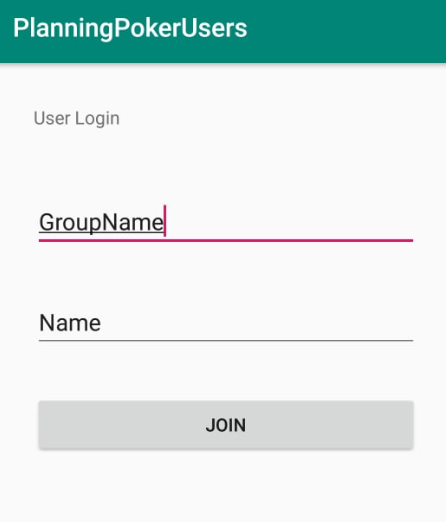 PlanningPokerUsers
User Login
GroupName
Name
JOIN